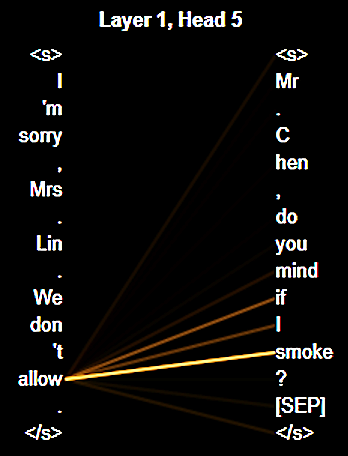 Layer 1, Head 5
<s> <s>
I Mr
'm .
sorry C
, hen
Mrs ,
. do
Lin you
. mind
We if
don I
't smoke
allow ?
. [SEP]
</s> </s>